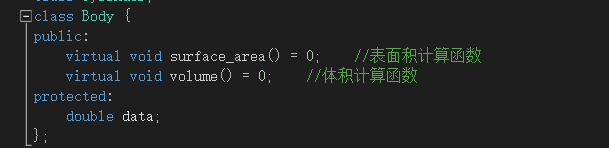 class Body {
public:
    virtual void surface_area() = 0;    //表面积计算函数
    virtual void volume() = 0;    //体积计算函数
protected:
    double data;
};